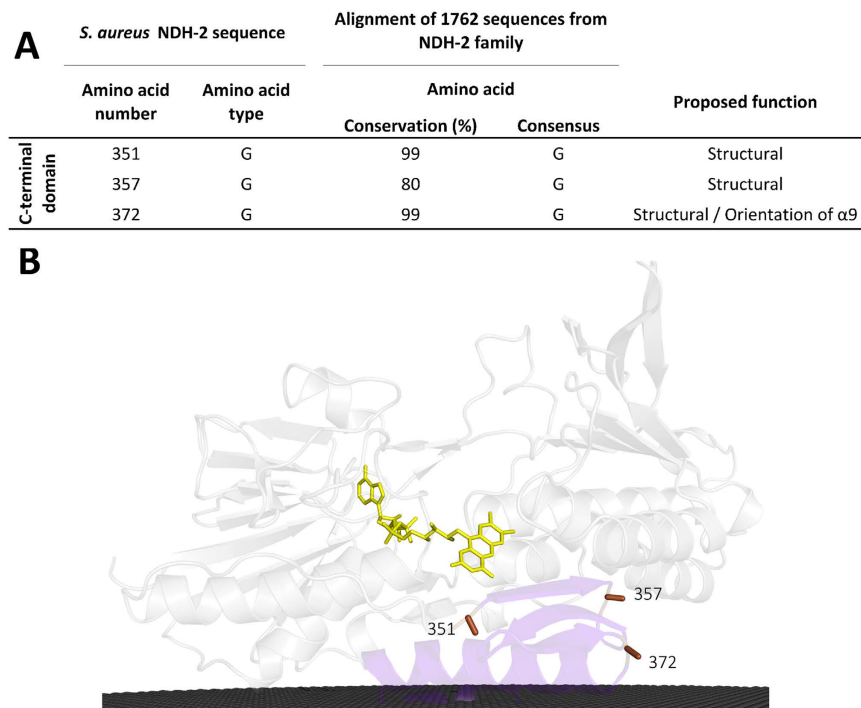 A
S. aureus NDH-2 sequence
Alignment of 1762 sequences from
NDH-2 family
Amino acid
number
Amino acid
type
Amino acid
Conservation (%)
Consensus
Proposed function
C-terminal
domain
351 G 99 G Structural
357 G 80 G Structural
372 G 99 G Structural / Orientation of α9
B
357
351
372